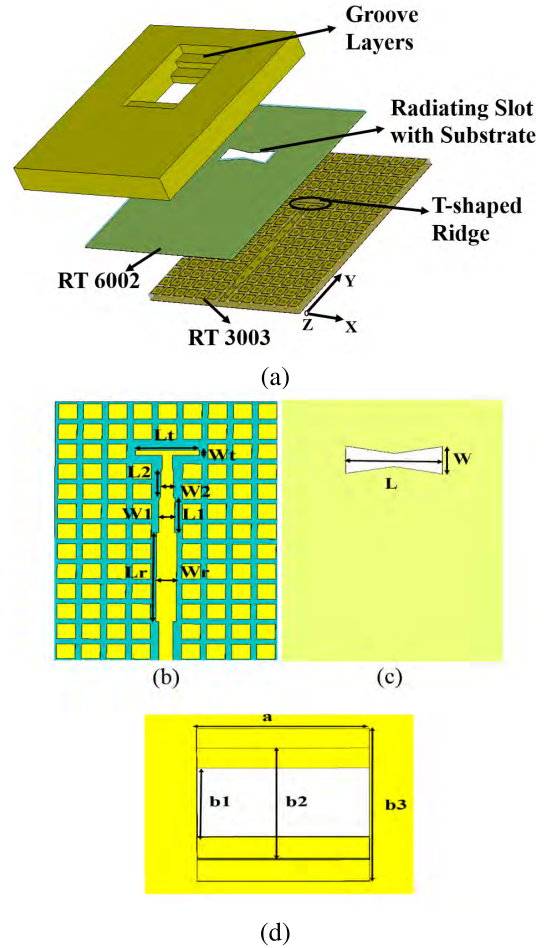 Groove
Layers
Radiating Slot
with Substrate
T-shaped
Ridge
RT 6002
RT 3003
Y
Z
X
(a)
Lt
Wt
L2
W2
W1
L1
Lr
Wr
W
L
(b)
(c)
a
b1
b2
b3
(d)